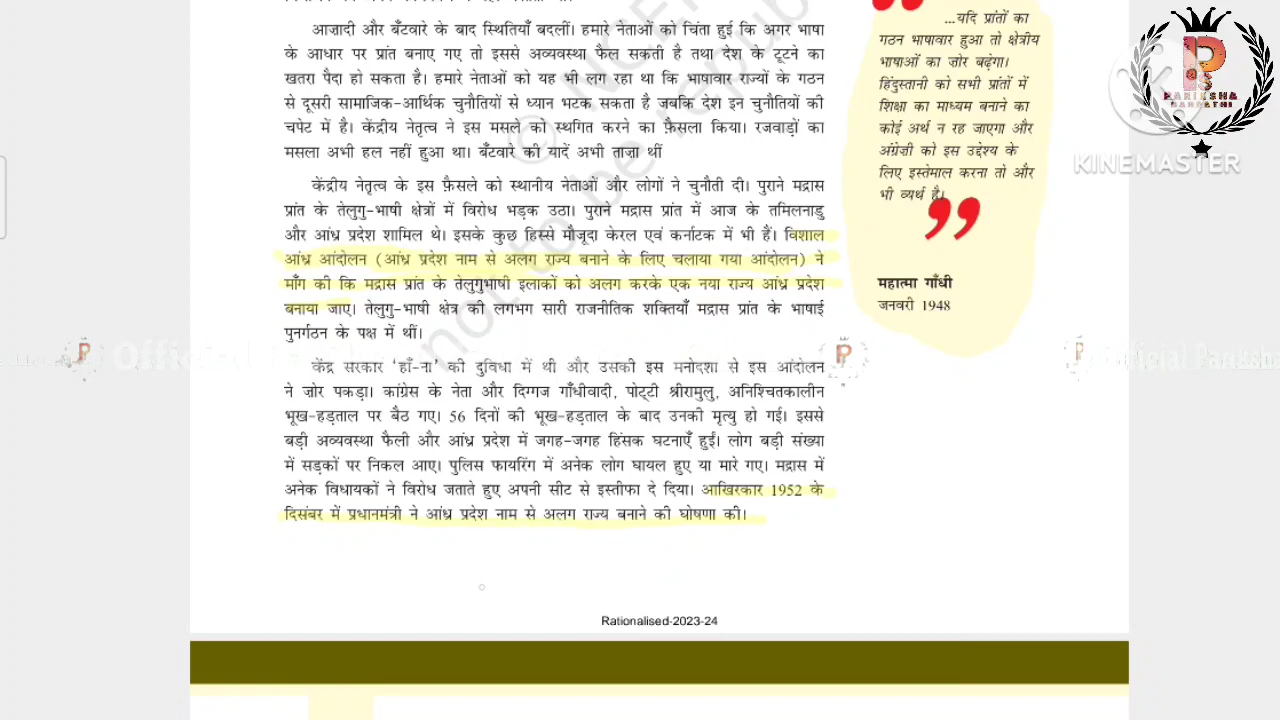 आज़ादी और बँटवारे के बाद स्थितियाँ बदलीं। हमारे नेताओं को चिंता हुई कि अगर भाषा
के आधार पर प्रांत बनाए गए तो इससे अव्यवस्था फैल सकती है तथा देश के टूटने का
खतरा पैदा हो सकता है। हमारे नेताओं को यह भी लग रहा था कि भाषावार राज्यों के गठन
से दूसरी सामाजिक-आर्थिक चुनौतियों से ध्यान भटक सकता है जबकि देश इन चुनौतियों की
चपेट में है। केंद्रीय नेतृत्व ने इस मसले को स्थगित करने का फ़ैसला किया। रजवाड़ों का
मसला अभी हल नहीं हुआ था। बँटवारे की यादें अभी ताज़ा थीं
केंद्रीय नेतृत्व के इस फ़ैसले को स्थानीय नेताओं और लोगों ने चुनौती दी। पुराने मद्रास
प्रांत के तेलुगु-भाषी क्षेत्रों में विरोध भड़क उठा। पुराने मद्रास प्रांत में आज के तमिलनाडु
और आंध्र प्रदेश शामिल थे। इसके कुछ हिस्से मौजूदा केरल एवं कर्नाटक में भी हैं। विशाल
आंध्र आंदोलन (आंध्र प्रदेश नाम से अलग राज्य बनाने के लिए चलाया गया आंदोलन) ने
माँग की कि मद्रास प्रांत के तेलुगुभाषी इलाकों को अलग करके एक नया राज्य आंध्र प्रदेश
बनाया जाए। तेलुगु-भाषी क्षेत्र की लगभग सारी राजनीतिक शक्तियाँ मद्रास प्रांत के भाषाई
पुनर्गठन के पक्ष में थीं।
केंद्र सरकार ‘हाँ-ना’ की दुविधा में थी और उसकी इस मनोदशा से इस आंदोलन
ने ज़ोर पकड़ा। कांग्रेस के नेता और दिग्गज गाँधीवादी, पोट्टी श्रीरामुलु, अनिश्चितकालीन
भूख-हड़ताल पर बैठ गए। 56 दिनों की भूख-हड़ताल के बाद उनकी मृत्यु हो गई। इससे
बड़ी अव्यवस्था फैली और आंध्र प्रदेश में जगह-जगह हिंसक घटनाएँ हुईं। लोग बड़ी संख्या
में सड़कों पर निकल आए। पुलिस फायरिंग में अनेक लोग घायल हुए या मारे गए। मद्रास में
अनेक विधायकों ने विरोध जताते हुए अपनी सीट से इस्तीफा दे दिया। आखिरकार 1952 के
दिसंबर में प्रधानमंत्री ने आंध्र प्रदेश नाम से अलग राज्य बनाने की घोषणा की।
...यदि प्रांतों का
गठन भाषावार हुआ तो क्षेत्रीय
भाषाओं का ज़ोर बढ़ेगा।
हिंदुस्तानी को सभी प्रांतों में
शिक्षा का माध्यम बनाने का
कोई अर्थ न रह जाएगा और
अंग्रेज़ी को इस उद्देश्य के
लिए इस्तेमाल करना तो और
भी व्यर्थ है।
महात्मा गाँधी
जनवरी 1948
Rationalised-2023-24
PARIKSHA
KINEMASTER
not to be republ